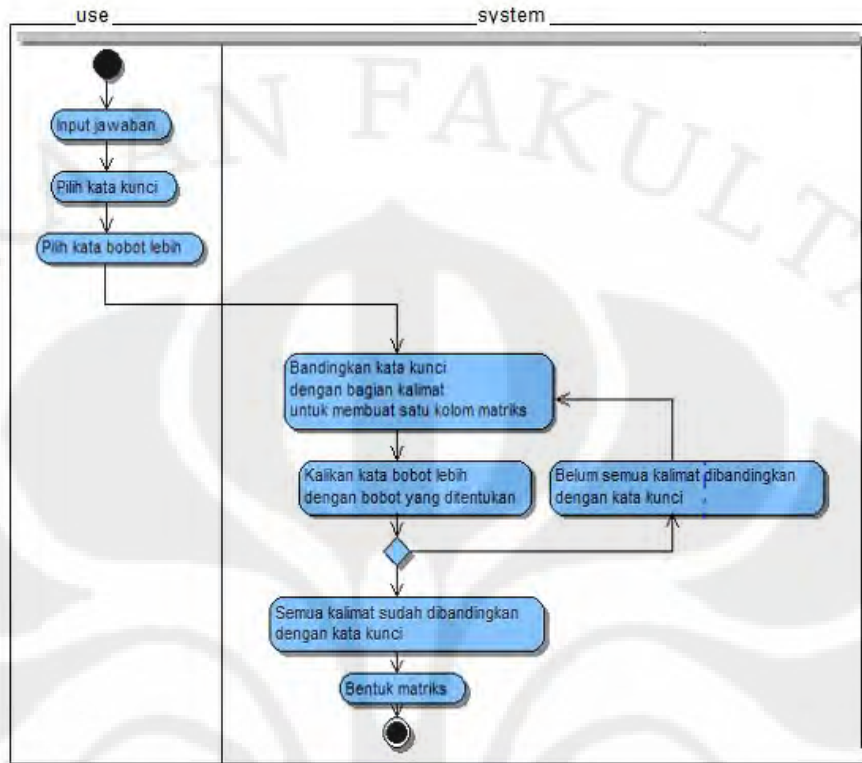 use
system
Input jawaban
Pilih kata kunci
Pilih kata bobot lebih
Bandingkan kata kunci
dengan bagian kalimat
untuk membuat satu kolom matriks
Kalikan kata bobot lebih
dengan bobot yang ditentukan
Belum semua kalimat dibandingkan
dengan kata kunci
Semua kalimat sudah dibandingkan
dengan kata kunci
Bentuk matriks